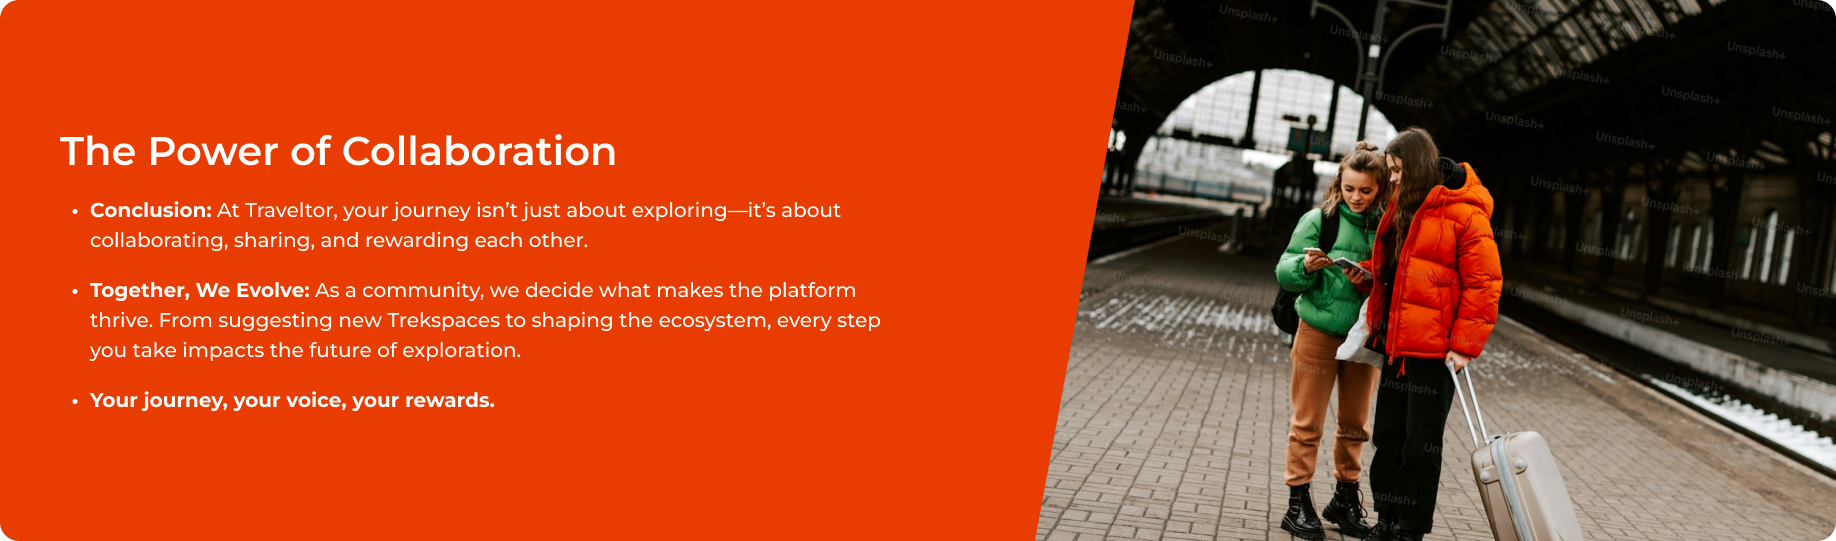 The Power of Collaboration
• Conclusion: At Traveltor, your journey isn’t just about exploring—it’s about
collaborating, sharing, and rewarding each other.
• Together, We Evolve: As a community, we decide what makes the platform
thrive. From suggesting new Trekspaces to shaping the ecosystem, every step
you take impacts the future of exploration.
• Your journey, your voice, your rewards.
Unsplash+